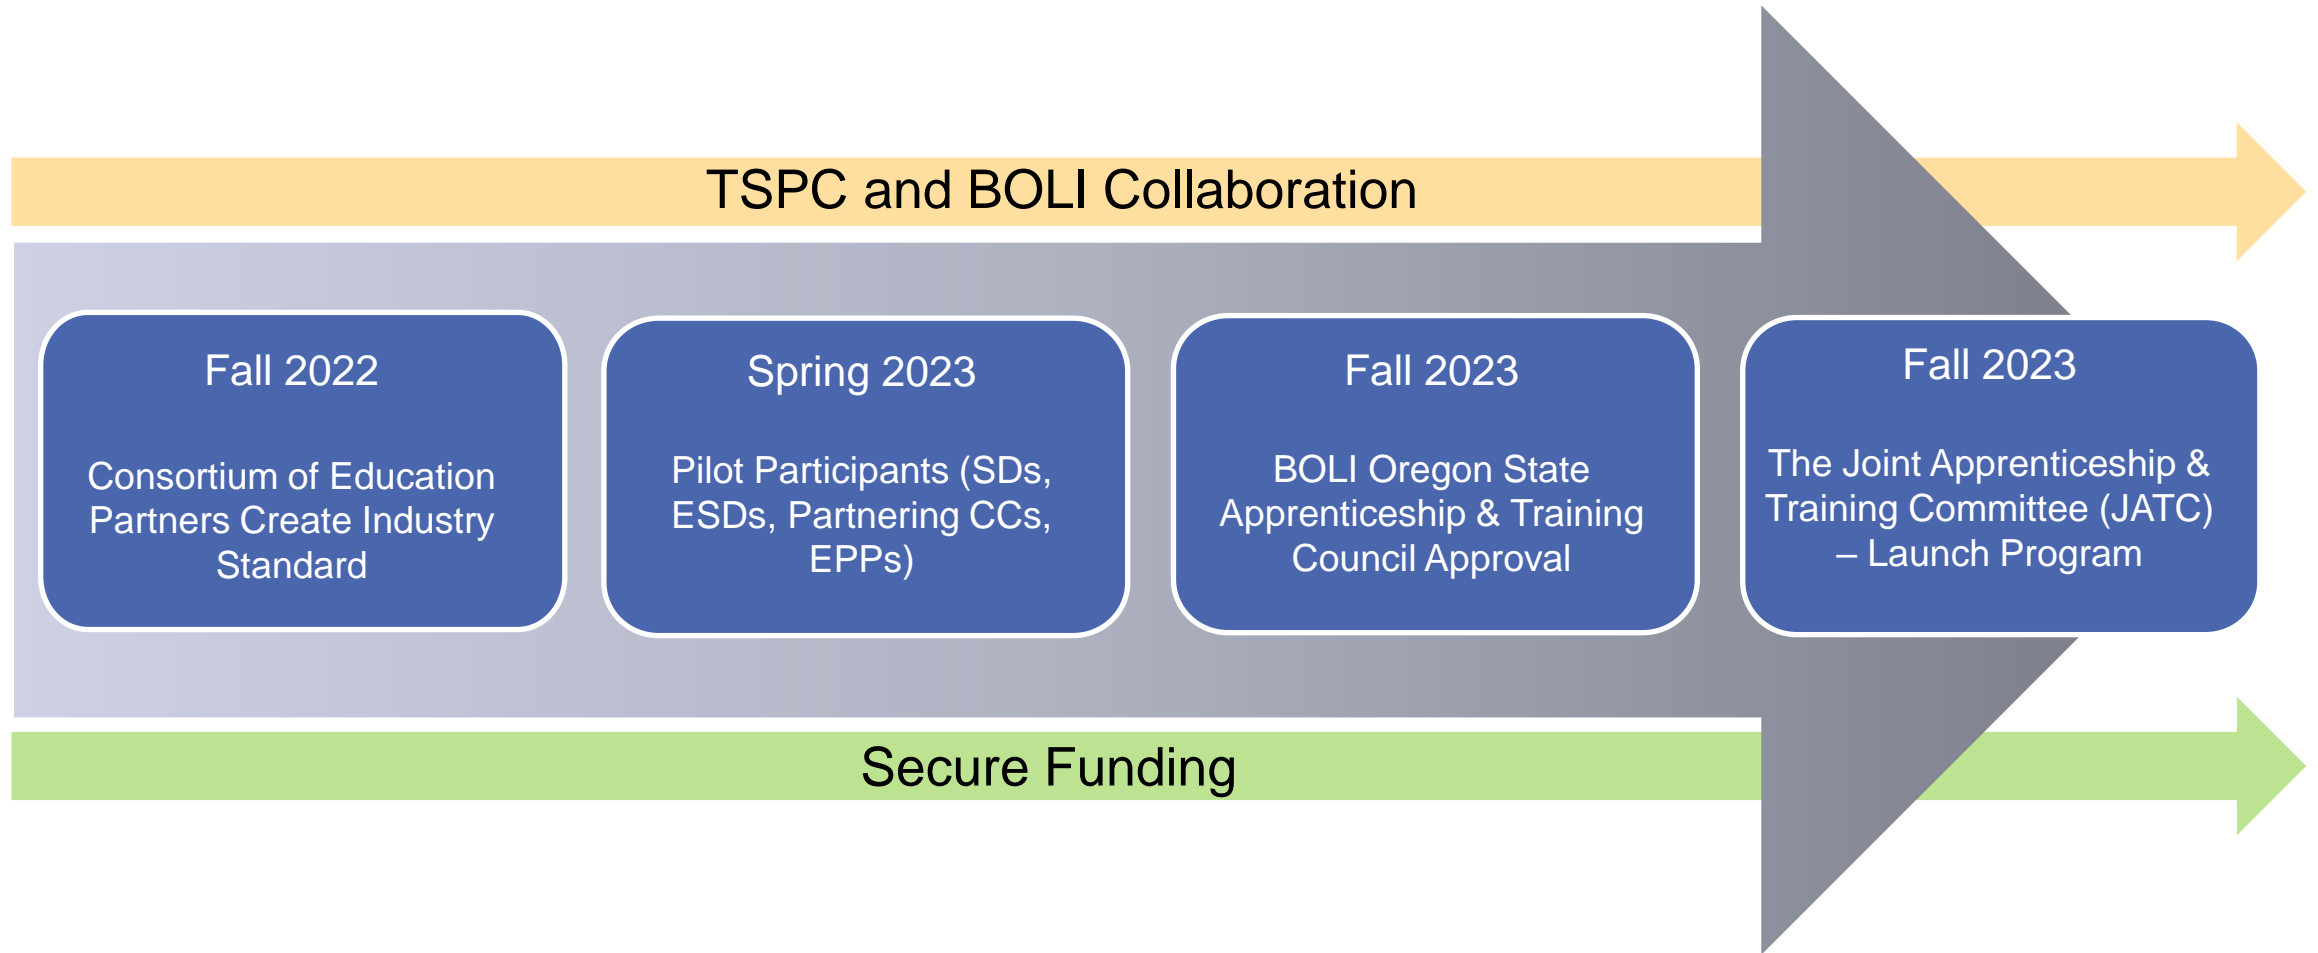 TSPC and BOLI Collaboration
Fall 2022
Consortium of Education
Partners Create Industry
Standard
Spring 2023
Pilot Participants (SDs,
ESDs, Partnering CCs,
EPPs)
Fall 2023
BOLI Oregon State
Apprenticeship & Training
Council Approval
Fall 2023
The Joint Apprenticeship &
Training Committee (JATC)
– Launch Program
Secure Funding